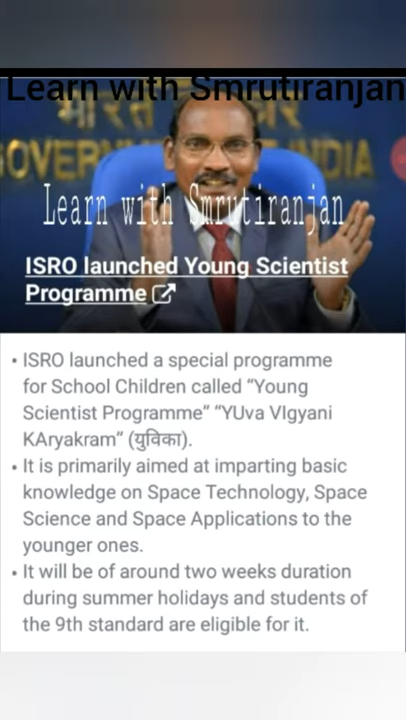 Learn with Smrutiranjan
भारत
GOVERN INDIA
Learn with Smrutiranjan
ISRO launched Young Scientist
Programme
• ISRO launched a special programme
for School Children called “Young
Scientist Programme” “YUva VIgyani
KAryakram” (युविका).
• It is primarily aimed at imparting basic
knowledge on Space Technology, Space
Science and Space Applications to the
younger ones.
• It will be of around two weeks duration
during summer holidays and students of
the 9th standard are eligible for it.